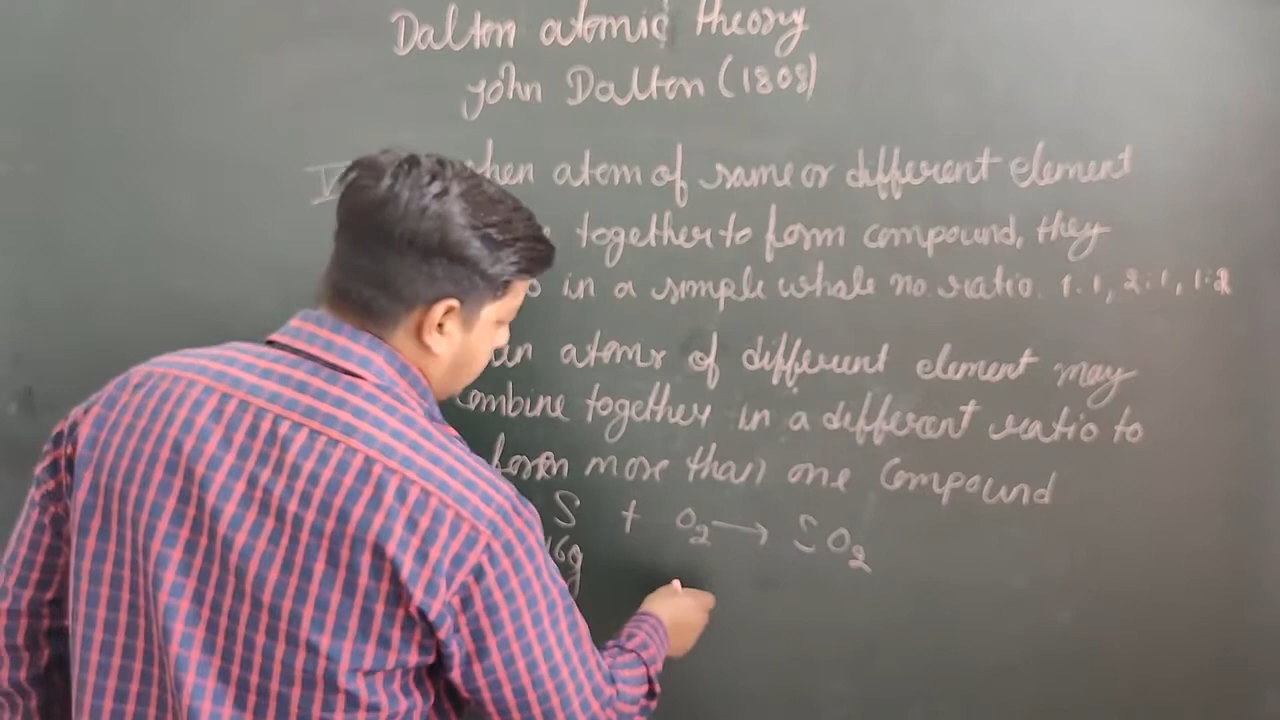 Dalton atomic theory
John Dalton (1808)
atom of same or different element
together to form compound, they
in a simple whole no. ratio. 1:1, 2:1, 1:2
atoms of different element may
combine together in a different ratio to
form more than one compound
S + O2 → SO2
16g